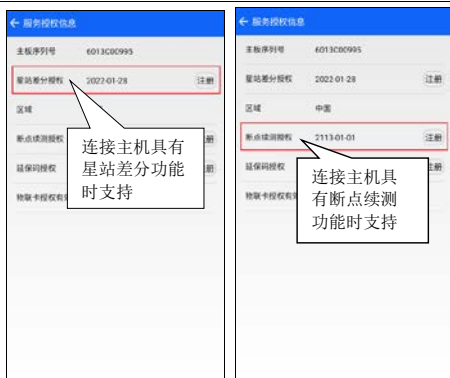 ← 服务授权信息
主板序列号 6013C00995
星站差分授权 2022-01-28 注册
区域
断点续测授权 册
延保码授权 册
物联卡授权有效
连接主机具有
星站差分功能
时支持
← 服务授权信息
主板序列号 6013C00995
星站差分授权 2022-01-28 注册
区域 中国
断点续测授权 2113-01-01 注册
延保码授权 注册
物联卡授权有效
连接主机具
有断点续测
功能时支持